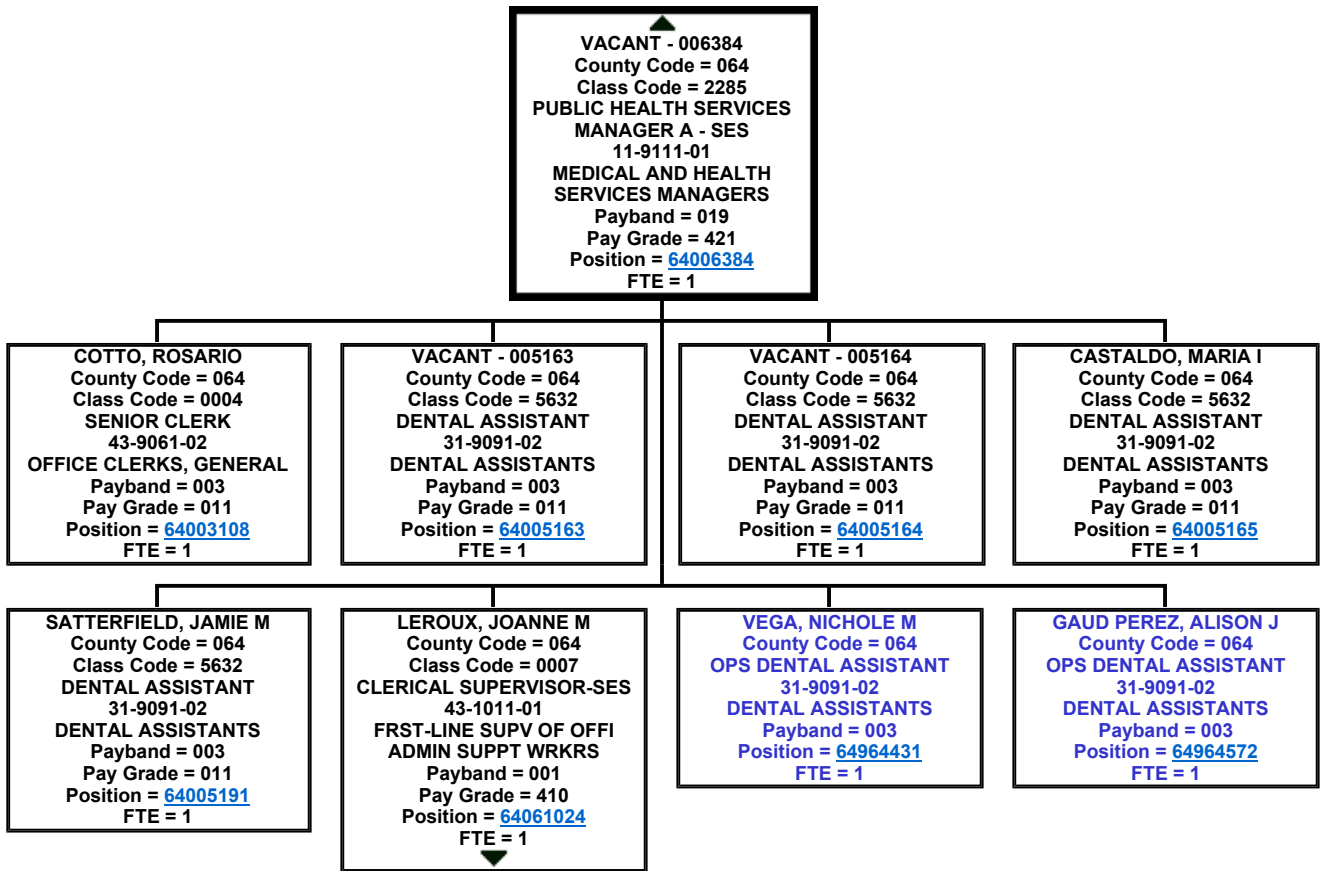 VACANT - 006384
County Code = 064
Class Code = 2285
PUBLIC HEALTH SERVICES
MANAGER A - SES
11-9111-01
MEDICAL AND HEALTH
SERVICES MANAGERS
Payband = 019
Pay Grade = 421
Position = 64006384
FTE = 1
COTTO, ROSARIO
County Code = 064
Class Code = 0004
SENIOR CLERK
43-9061-02
OFFICE CLERKS, GENERAL
Payband = 003
Pay Grade = 011
Position = 64003108
FTE = 1
VACANT - 005163
County Code = 064
Class Code = 5632
DENTAL ASSISTANT
31-9091-02
DENTAL ASSISTANTS
Payband = 003
Pay Grade = 011
Position = 64005163
FTE = 1
VACANT - 005164
County Code = 064
Class Code = 5632
DENTAL ASSISTANT
31-9091-02
DENTAL ASSISTANTS
Payband = 003
Pay Grade = 011
Position = 64005164
FTE = 1
CASTALDO, MARIA I
County Code = 064
Class Code = 5632
DENTAL ASSISTANT
31-9091-02
DENTAL ASSISTANTS
Payband = 003
Pay Grade = 011
Position = 64005165
FTE = 1
SATTERFIELD, JAMIE M
County Code = 064
Class Code = 5632
DENTAL ASSISTANT
31-9091-02
DENTAL ASSISTANTS
Payband = 003
Pay Grade = 011
Position = 64005191
FTE = 1
LEROUX, JOANNE M
County Code = 064
Class Code = 0007
CLERICAL SUPERVISOR-SES
43-1011-01
FRST-LINE SUPV OF OFFI
ADMIN SUPPT WRKRS
Payband = 001
Pay Grade = 410
Position = 64061024
FTE = 1
VEGA, NICHOLE M
County Code = 064
OPS DENTAL ASSISTANT
31-9091-02
DENTAL ASSISTANTS
Payband = 003
Position = 64964431
FTE = 1
GAUD PEREZ, ALISON J
County Code = 064
OPS DENTAL ASSISTANT
31-9091-02
DENTAL ASSISTANTS
Payband = 003
Position = 64964572
FTE = 1